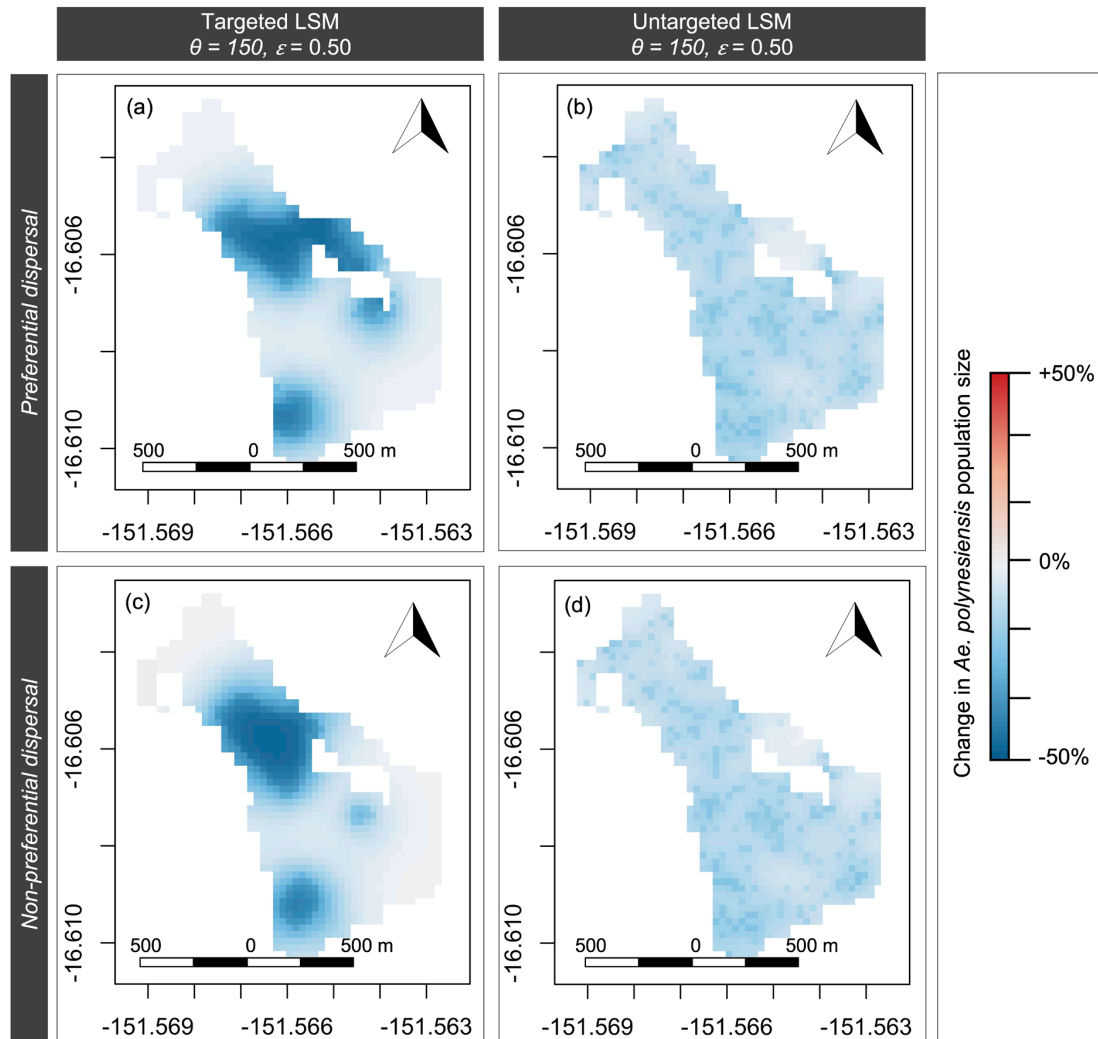 Targeted LSM
θ = 150, ε = 0.50
Untargeted LSM
θ = 150, ε = 0.50
Preferential dispersal
(a)
-16.606
-16.610
500 0 500 m
-151.569 -151.566 -151.563
(b)
-16.606
-16.610
500 0 500 m
-151.569 -151.566 -151.563
Non-preferential dispersal
(c)
-16.606
-16.610
500 0 500 m
-151.569 -151.566 -151.563
(d)
-16.606
-16.610
500 0 500 m
-151.569 -151.566 -151.563
Change in Ae. polynesiensis population size
+50%
0%
-50%